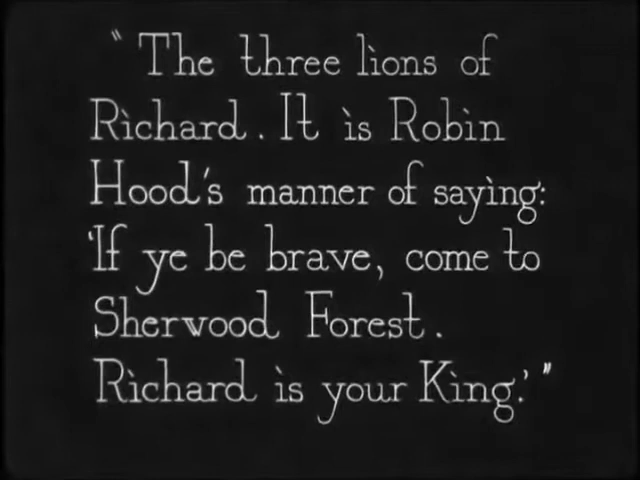 "The three lions of
Richard. It is Robin
Hood's manner of saying:
'If ye be brave, come to
Sherwood Forest.
Richard is your King.'"